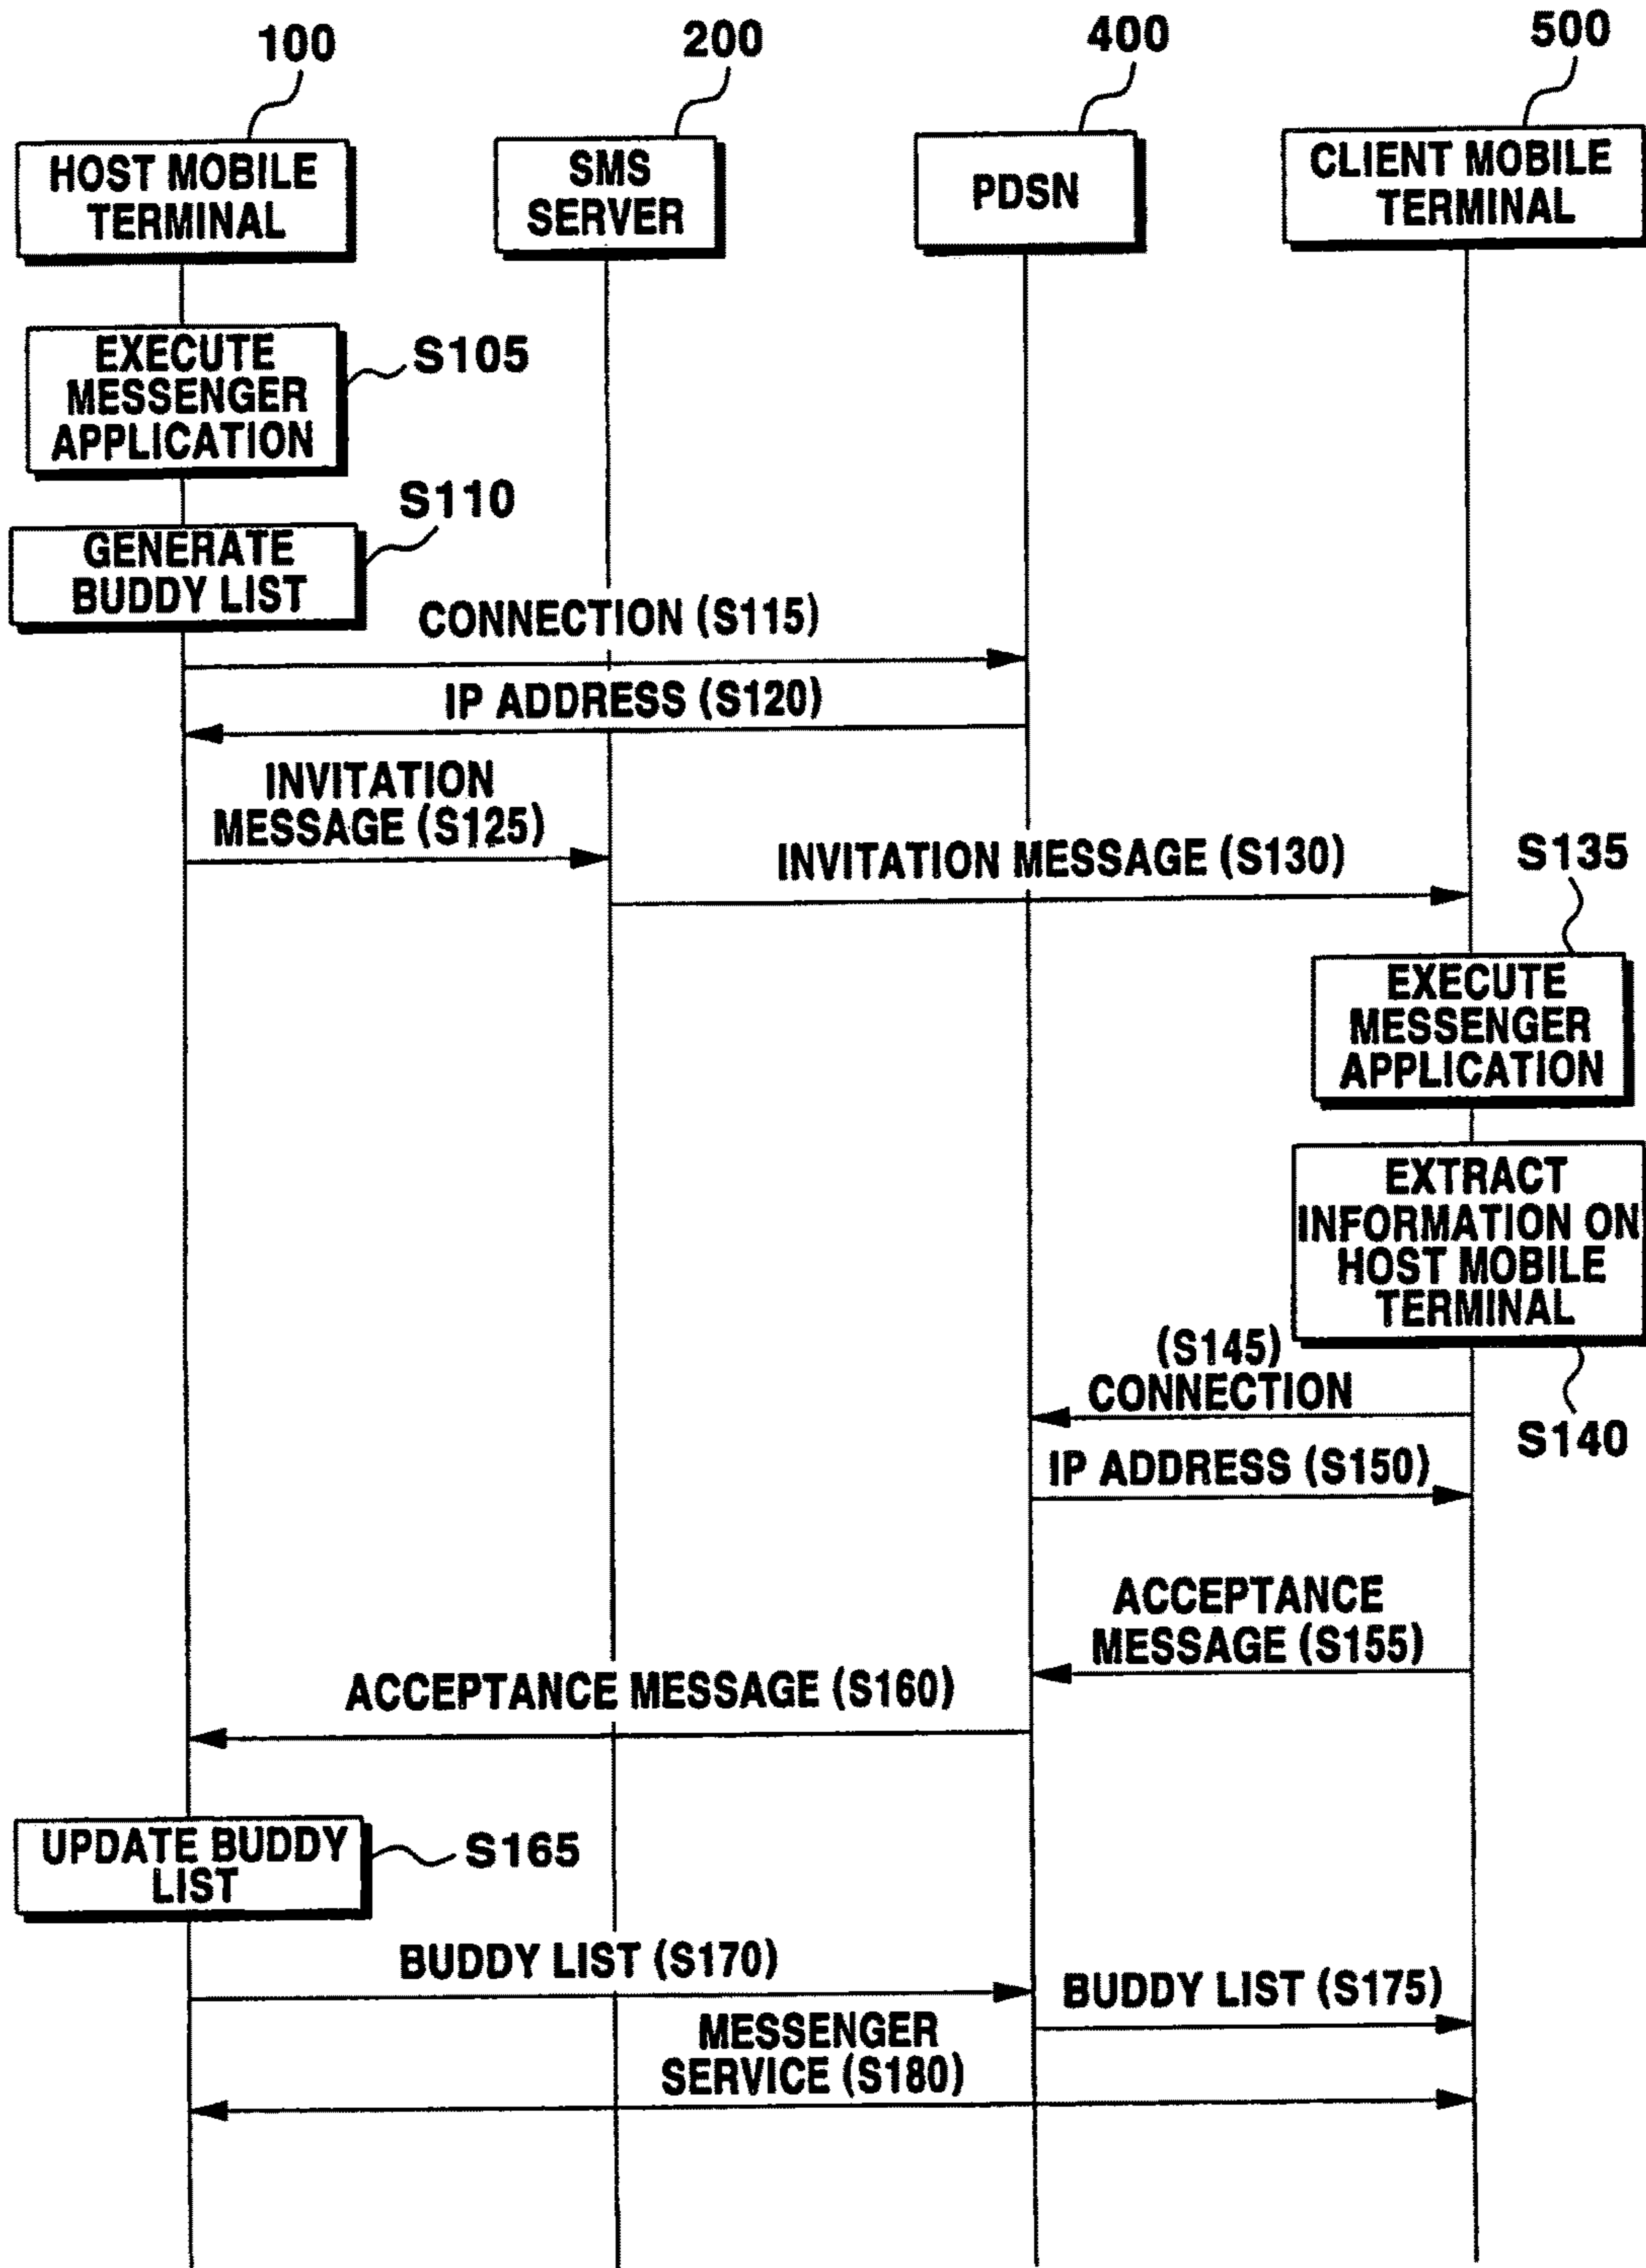 100
200
400
500
HOST MOBILE
TERMINAL
SMS
SERVER
PDSN
CLIENT MOBILE
TERMINAL
EXECUTE
MESSENGER
APPLICATION
S105
S110
GENERATE
BUDDY LIST
CONNECTION (S115)
IP ADDRESS (S120)
INVITATION
MESSAGE (S125)
INVITATION MESSAGE (S130)
S135
EXECUTE
MESSENGER
APPLICATION
EXTRACT
INFORMATION ON
HOST MOBILE
TERMINAL
(S145)
CONNECTION
S140
IP ADDRESS (S150)
ACCEPTANCE
MESSAGE (S155)
ACCEPTANCE MESSAGE (S160)
UPDATE BUDDY
LIST
S165
BUDDY LIST (S170)
BUDDY LIST (S175)
MESSENGER
SERVICE (S180)